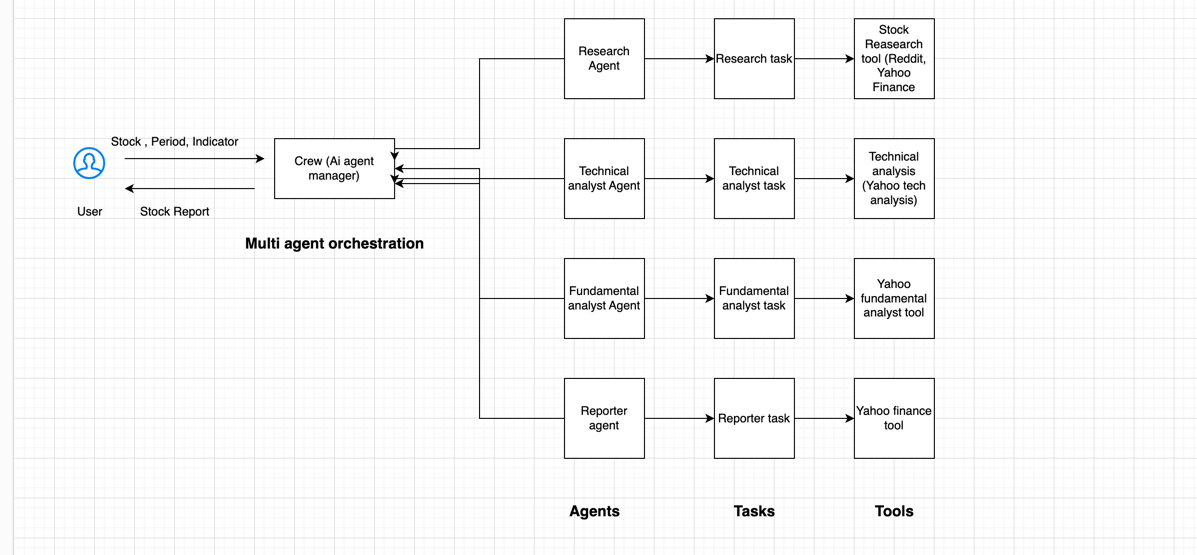 Stock , Period, Indicator
User
Stock Report
Crew (Ai agent
manager)
Multi agent orchestration
Research
Agent
Research task
Stock
Reasearch
tool (Reddit,
Yahoo
Finance
Technical
analyst Agent
Technical
analyst task
Technical
analysis
(Yahoo tech
analysis)
Fundamental
analyst Agent
Fundamental
analyst task
Yahoo
fundamental
analyst tool
Reporter
agent
Reporter task
Yahoo finance
tool
Agents
Tasks
Tools